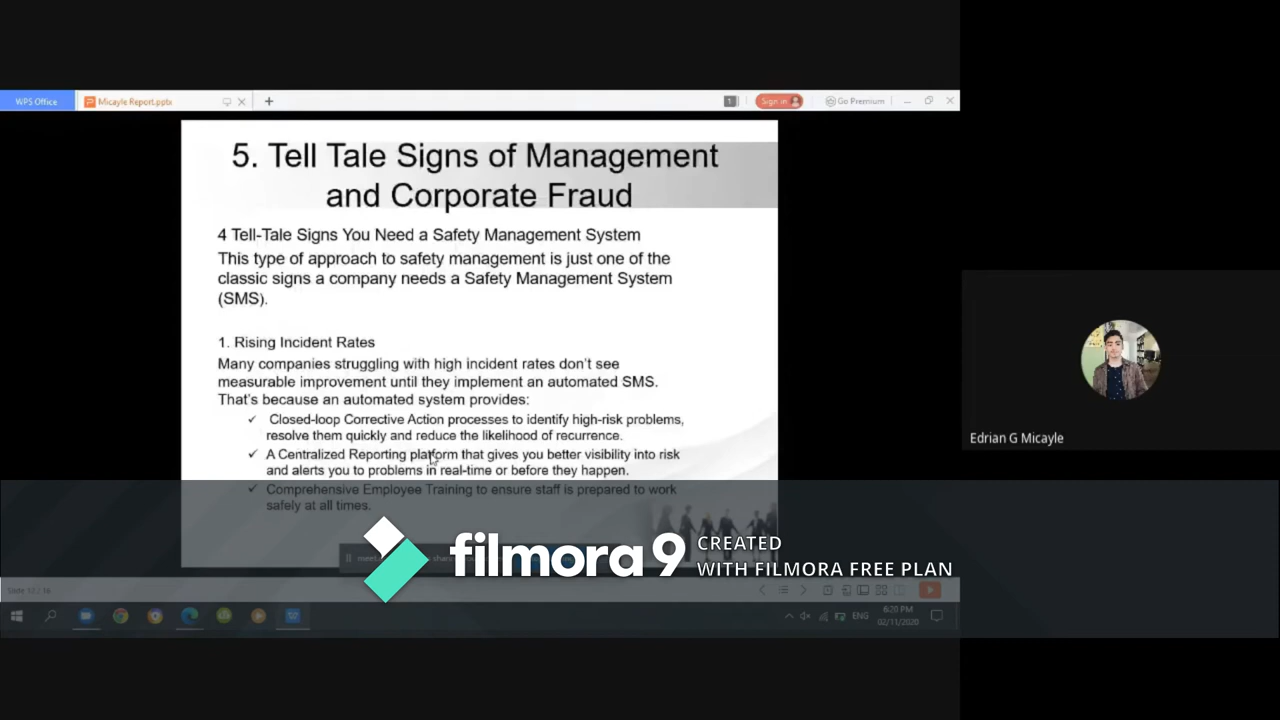 WPS Office
Micayle Report.pptx
1
Sign in
Go Premium
5. Tell Tale Signs of Management
and Corporate Fraud
4 Tell-Tale Signs You Need a Safety Management System
This type of approach to safety management is just one of the
classic signs a company needs a Safety Management System
(SMS).
1. Rising Incident Rates
Many companies struggling with high incident rates don't see
measurable improvement until they implement an automated SMS.
That's because an automated system provides:
✓ Closed-loop Corrective Action processes to identify high-risk problems,
resolve them quickly and reduce the likelihood of recurrence.
✓ A Centralized Reporting platform that gives you better visibility into risk
and alerts you to problems in real-time or before they happen.
✓ Comprehensive Employee Training to ensure staff is prepared to work
safely at all times.
Edrian G Micayle
filmora 9
CREATED
WITH FILMORA FREE PLAN
ENG
6:20 PM
02/11/2020